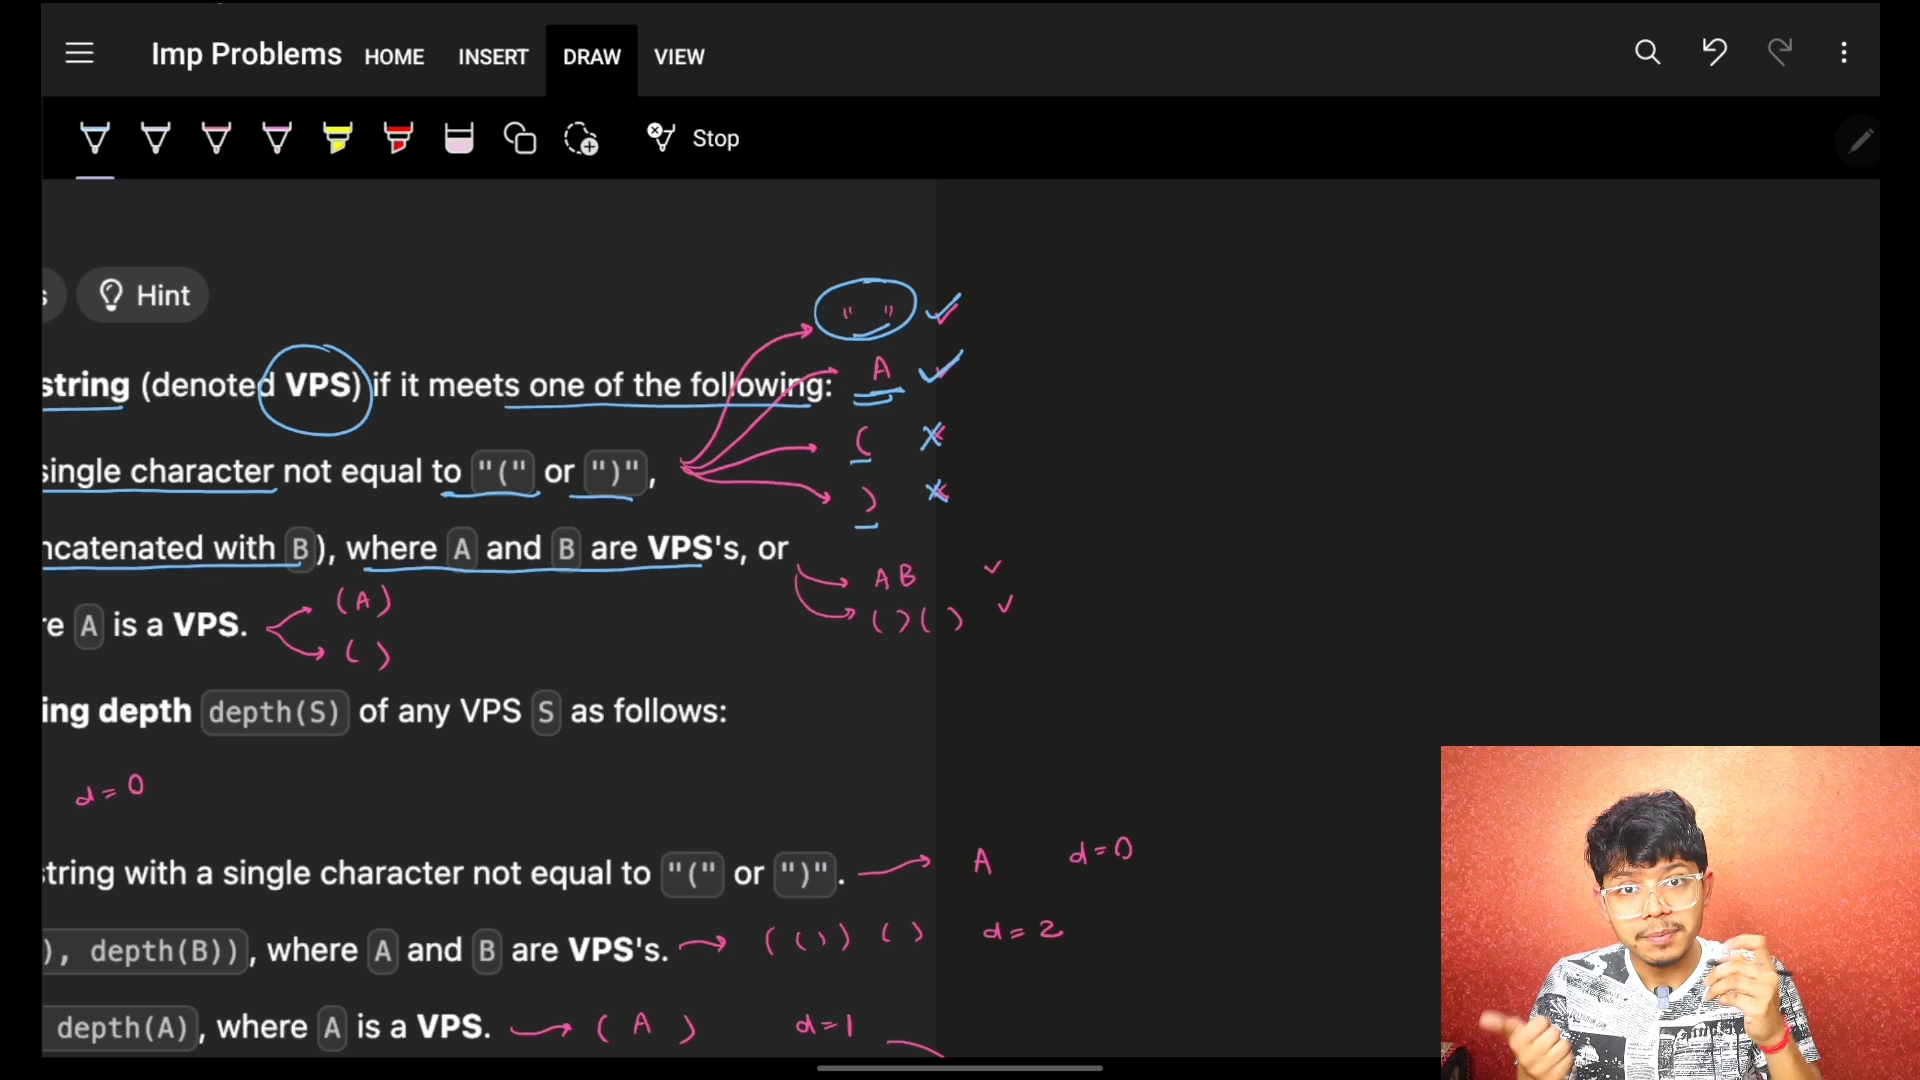 Imp Problems HOME INSERT DRAW VIEW
Stop
s Hint
" "
string (denoted VPS) if it meets one of the following: A
(
single character not equal to "(" or ")",
)
ncatenated with B), where A and B are VPS's, or
AB
( ) ( )
(A)
re A is a VPS.
( )
ing depth depth(S) of any VPS S as follows:
d = 0
string with a single character not equal to "(" or ")". A d = 0
), depth(B)), where A and B are VPS's. ( ( ) ) ( ) d = 2
depth(A), where A is a VPS. ( A ) d = 1